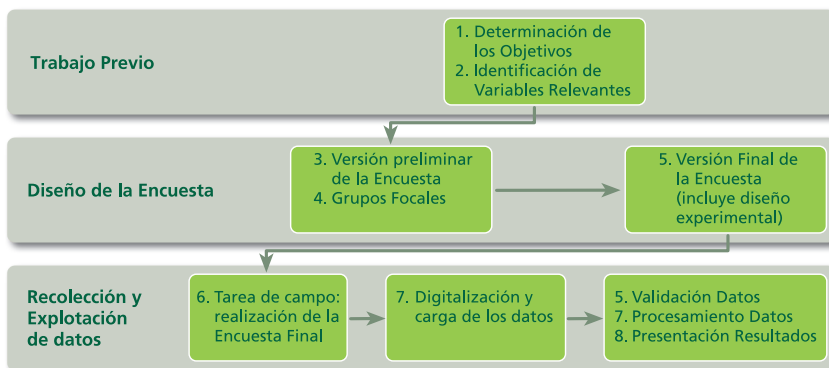 Trabajo Previo
1. Determinación de
los Objetivos
2. Identificación de
Variables Relevantes
Diseño de la Encuesta
3. Versión preliminar
de la Encuesta
4. Grupos Focales
5. Versión Final de
la Encuesta
(incluye diseño
experimental)
Recolección y
Explotación
de datos
6. Tarea de campo:
realización de la
Encuesta Final
7. Digitalización y
carga de los datos
5. Validación Datos
7. Procesamiento Datos
8. Presentación Resultados